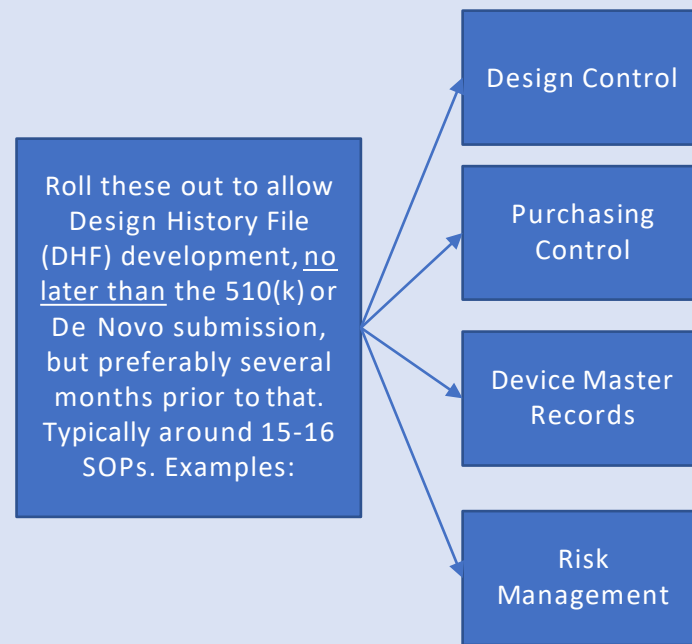 Design Control
Roll these out to allow
Design History File
(DHF) development, no
later than the 510(k) or
De Novo submission,
but preferably several
months prior to that.
Typically around 15-16
SOPs. Examples:
Purchasing
Control
Device Master
Records
Risk
Management